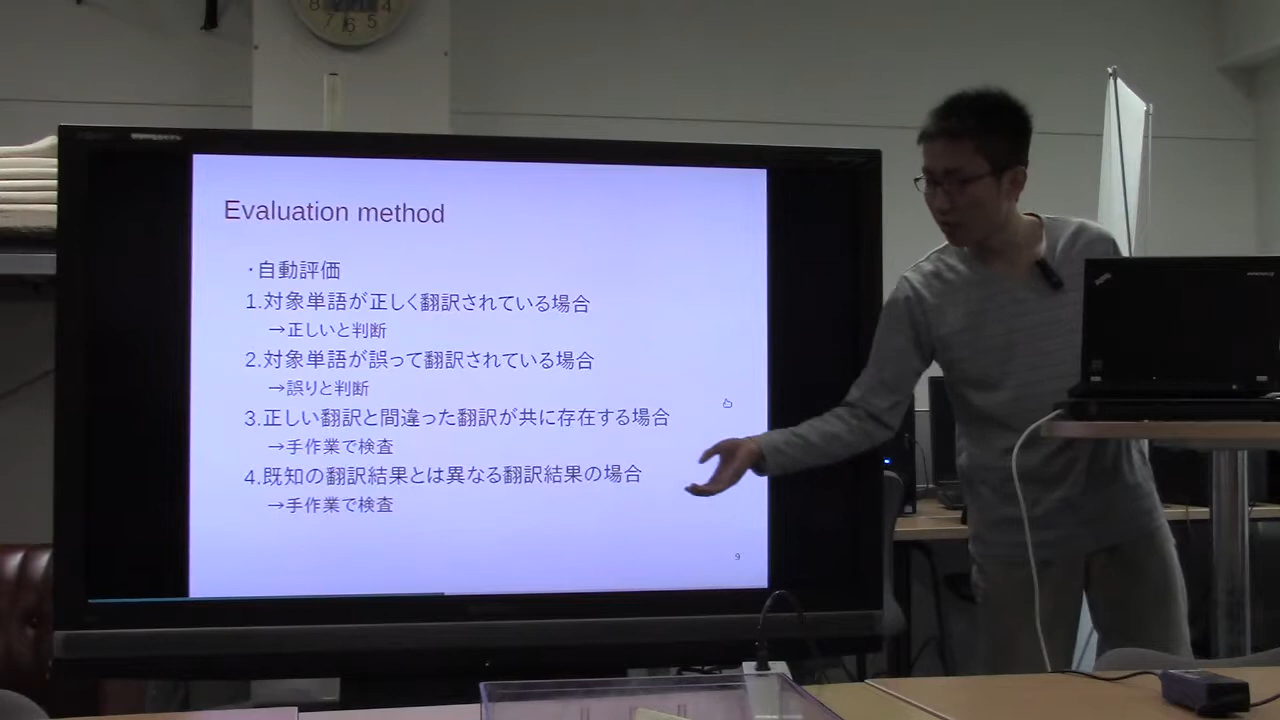 8 4
7 6 5
Evaluation method
・自動評価
1.対象単語が正しく翻訳されている場合
→正しいと判断
2.対象単語が誤って翻訳されている場合
→誤りと判断
3.正しい翻訳と間違った翻訳が共に存在する場合
→手作業で検査
4.既知の翻訳結果とは異なる翻訳結果の場合
→手作業で検査
9